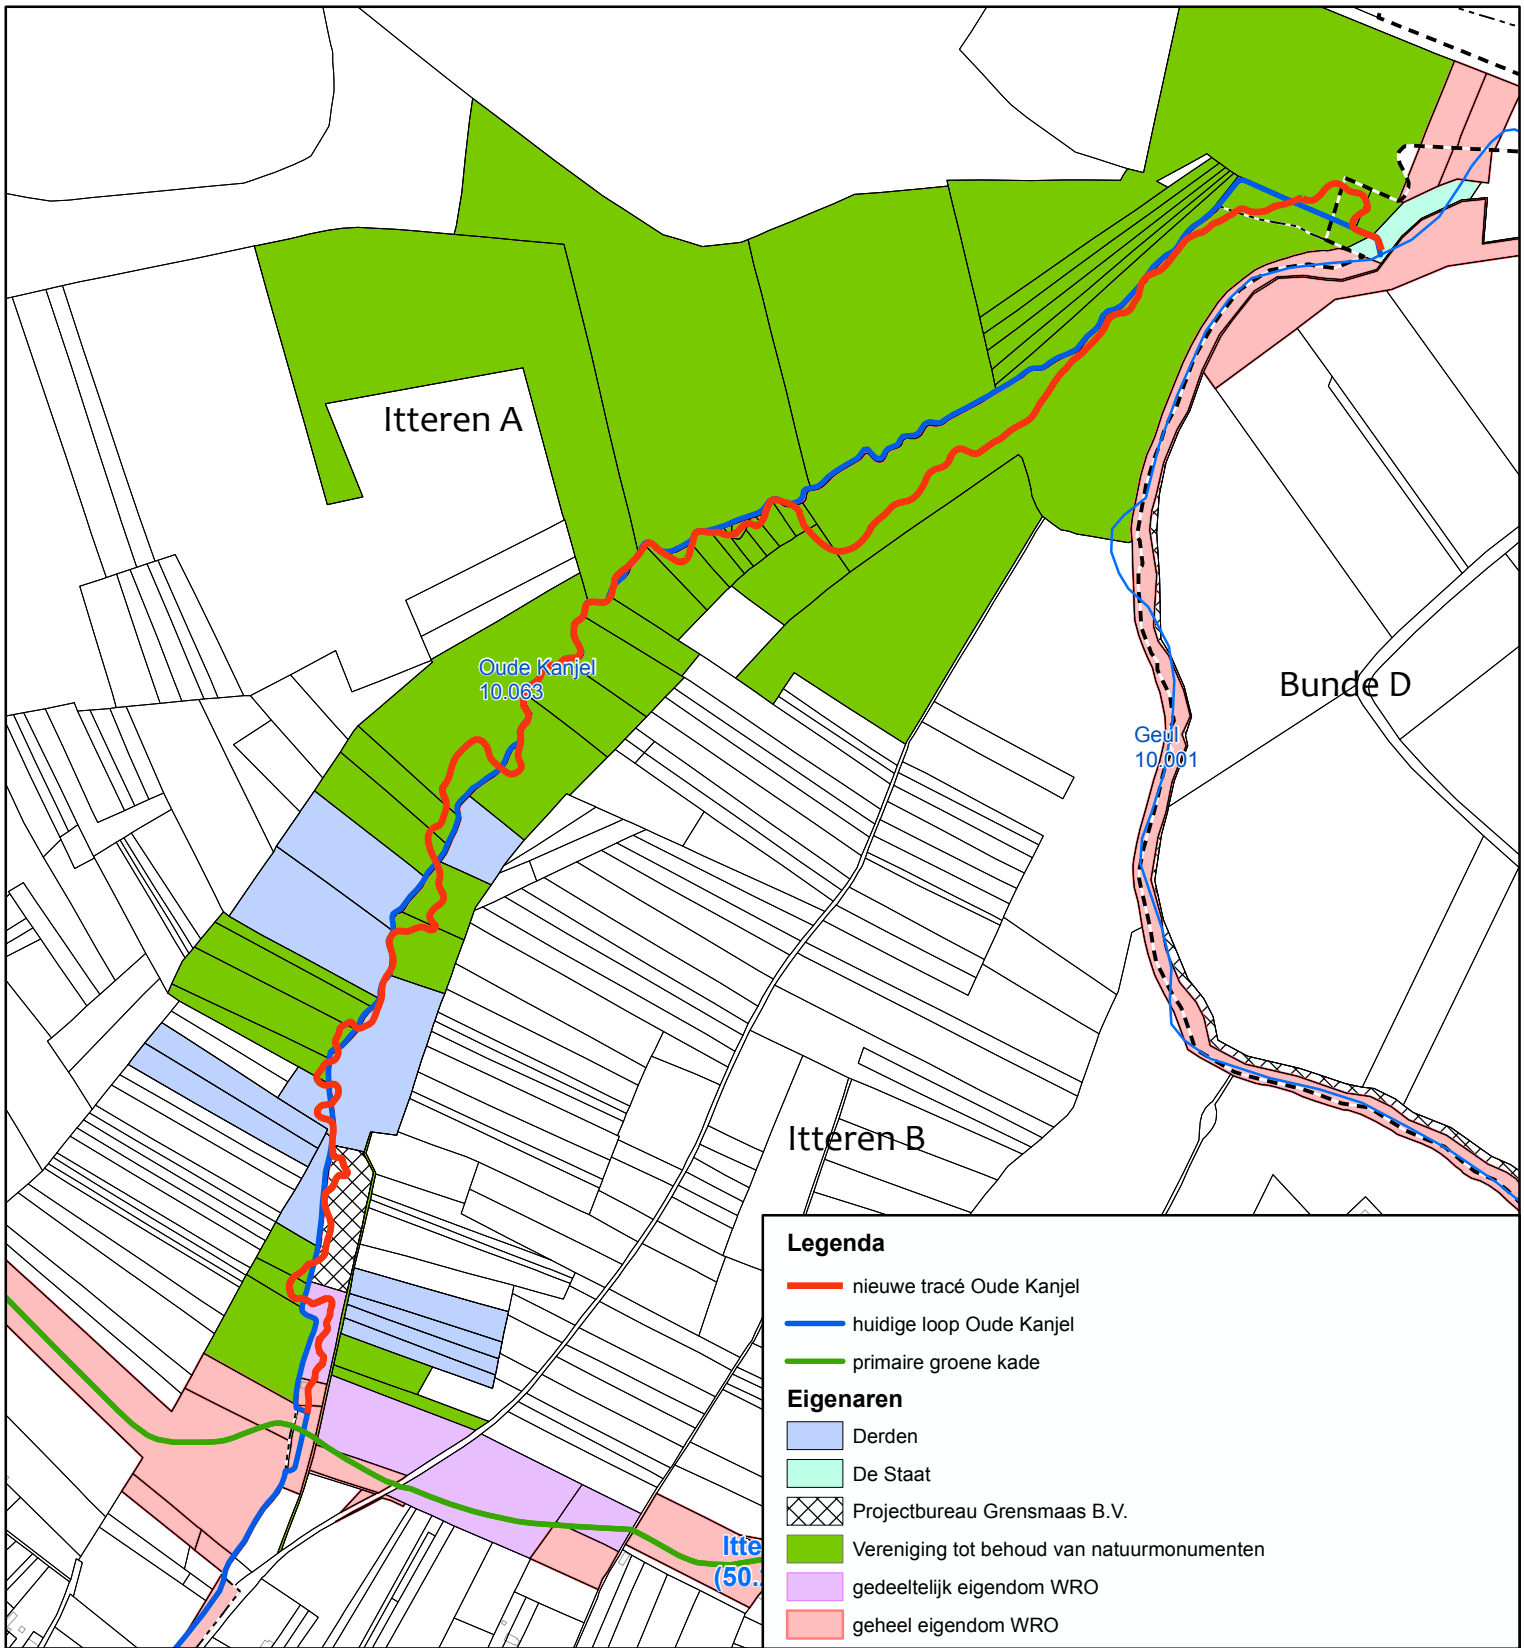 Itteren A
Oude Kanjel
10.063
Bunde D
Geul
10.001
Itteren B
Legenda
nieuwe tracé Oude Kanjel
huidige loop Oude Kanjel
primaire groene kade
Eigenaren
Derden
De Staat
Projectbureau Grensmaas B.V.
Vereniging tot behoud van natuurmonumenten
gedeeltelijk eigendom WRO
geheel eigendom WRO
Itte
(50.